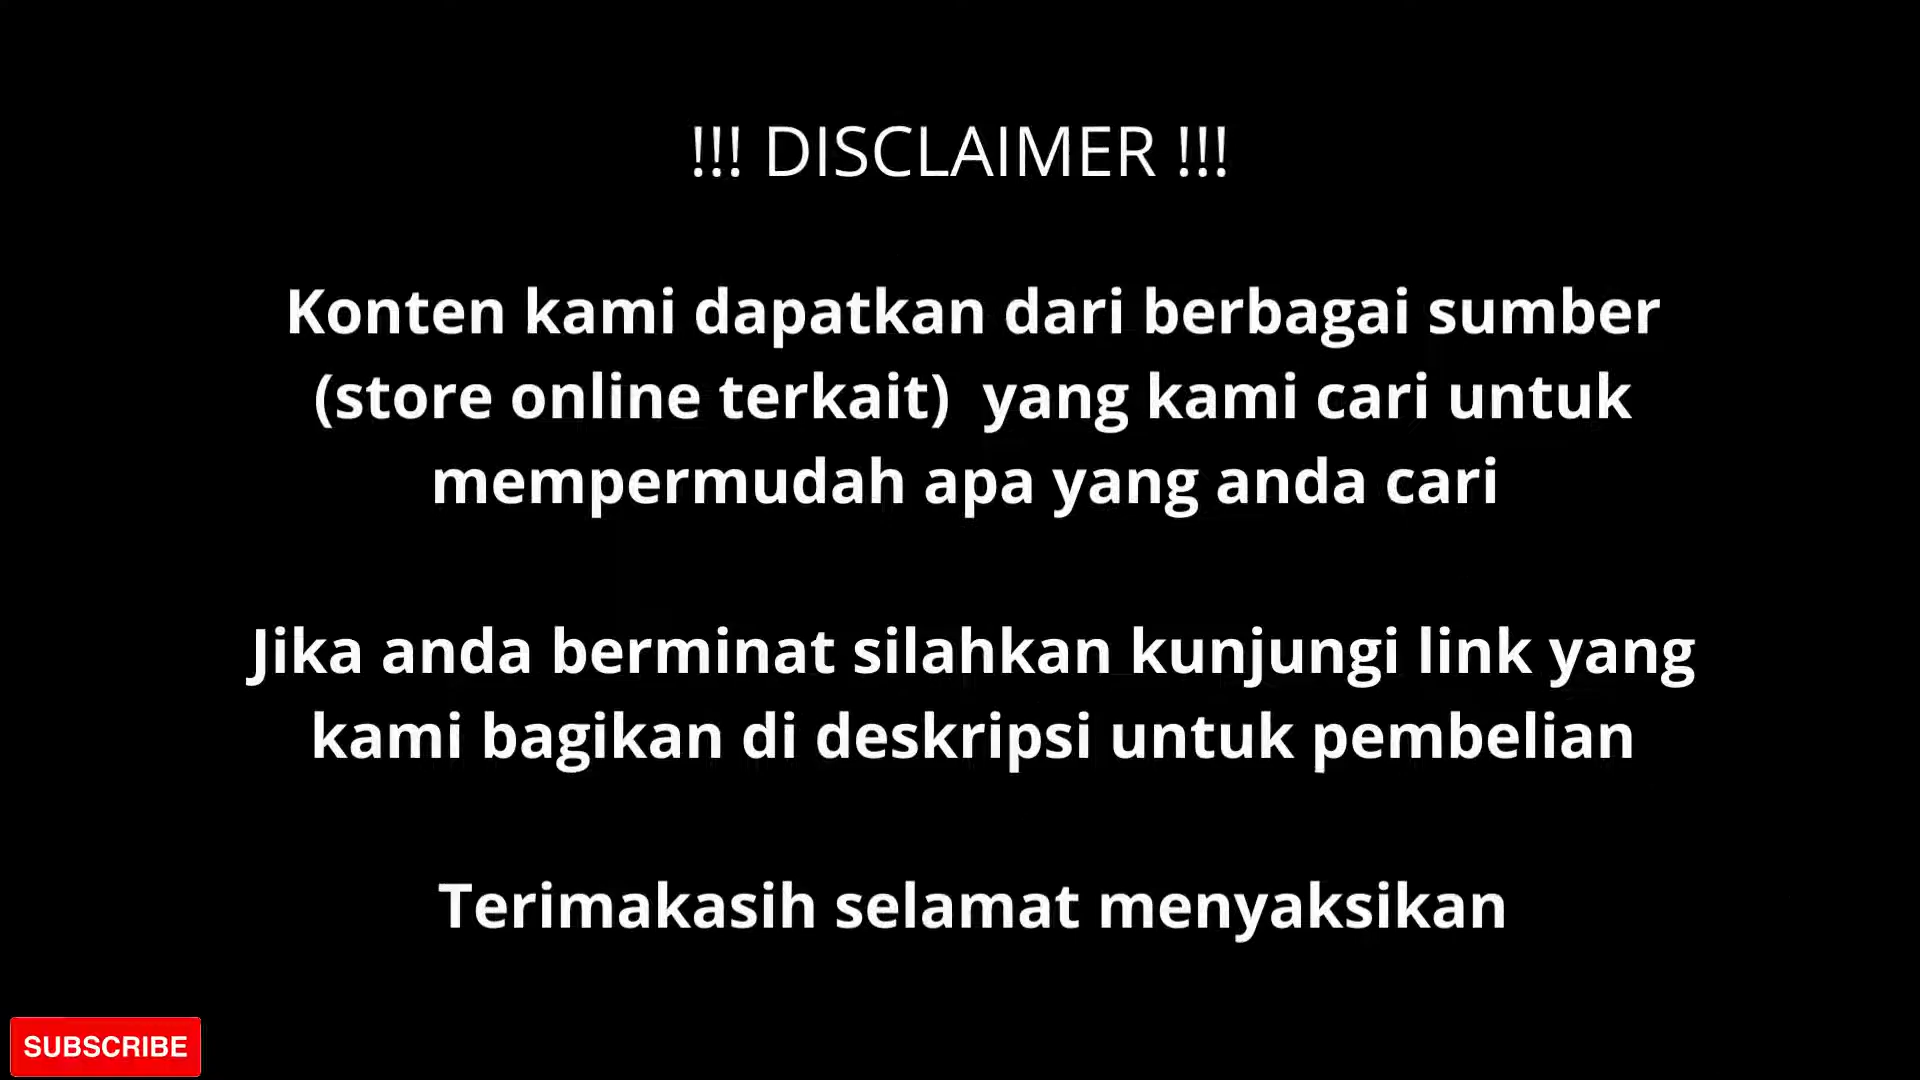 !!! DISCLAIMER !!!
Konten kami dapatkan dari berbagai sumber
(store online terkait)  yang kami cari untuk
mempermudah apa yang anda cari
Jika anda berminat silahkan kunjungi link yang
kami bagikan di deskripsi untuk pembelian
Terimakasih selamat menyaksikan
SUBSCRIBE